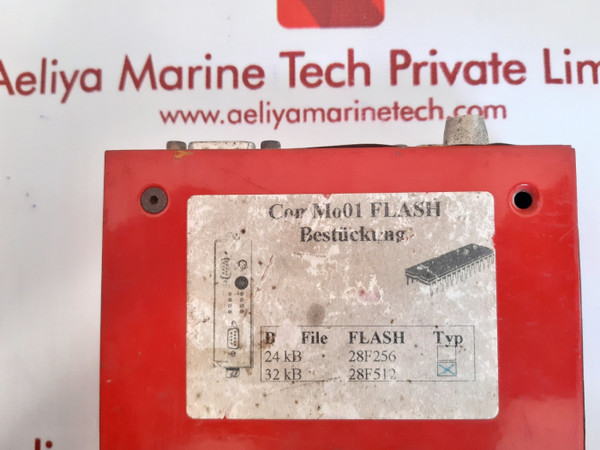 Aeliya Marine Tech Private Lim
www.aeliyamarinetech.com
Con Mo01 FLASH
Bestückung
B File FLASH Typ
24 kB 28F256
32 kB 28F512